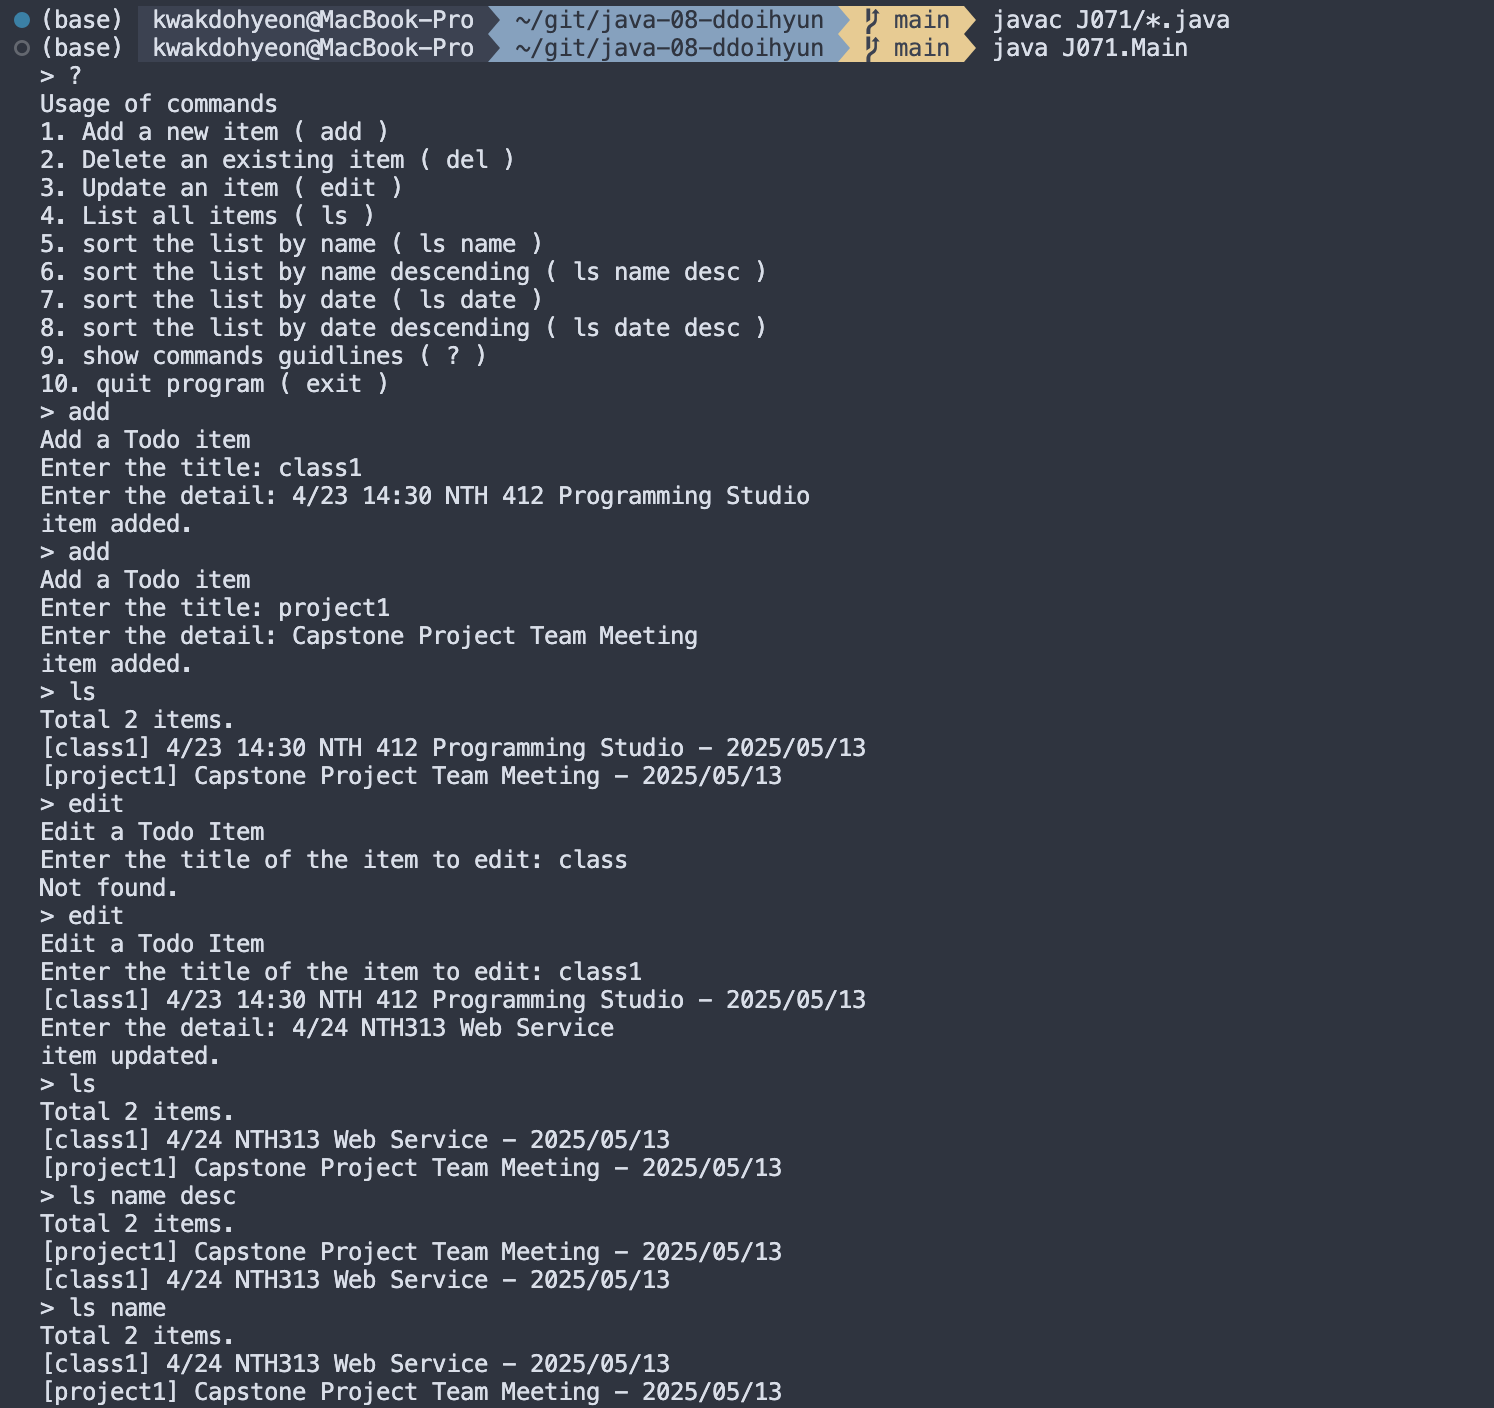 (base) kwakdohyeon@MacBook-Pro ~/git/java-08-ddoihyun main javac J071/*.java
(base) kwakdohyeon@MacBook-Pro ~/git/java-08-ddoihyun main java J071.Main
> ?
Usage of commands
1. Add a new item ( add )
2. Delete an existing item ( del )
3. Update an item ( edit )
4. List all items ( ls )
5. sort the list by name ( ls name )
6. sort the list by name descending ( ls name desc )
7. sort the list by date ( ls date )
8. sort the list by date descending ( ls date desc )
9. show commands guidlines ( ? )
10. quit program ( exit )
> add
Add a Todo item
Enter the title: class1
Enter the detail: 4/23 14:30 NTH 412 Programming Studio
item added.
> add
Add a Todo item
Enter the title: project1
Enter the detail: Capstone Project Team Meeting
item added.
> ls
Total 2 items.
[class1] 4/23 14:30 NTH 412 Programming Studio - 2025/05/13
[project1] Capstone Project Team Meeting - 2025/05/13
> edit
Edit a Todo Item
Enter the title of the item to edit: class
Not found.
> edit
Edit a Todo Item
Enter the title of the item to edit: class1
[class1] 4/23 14:30 NTH 412 Programming Studio - 2025/05/13
Enter the detail: 4/24 NTH313 Web Service
item updated.
> ls
Total 2 items.
[class1] 4/24 NTH313 Web Service - 2025/05/13
[project1] Capstone Project Team Meeting - 2025/05/13
> ls name desc
Total 2 items.
[project1] Capstone Project Team Meeting - 2025/05/13
[class1] 4/24 NTH313 Web Service - 2025/05/13
> ls name
Total 2 items.
[class1] 4/24 NTH313 Web Service - 2025/05/13
[project1] Capstone Project Team Meeting - 2025/05/13